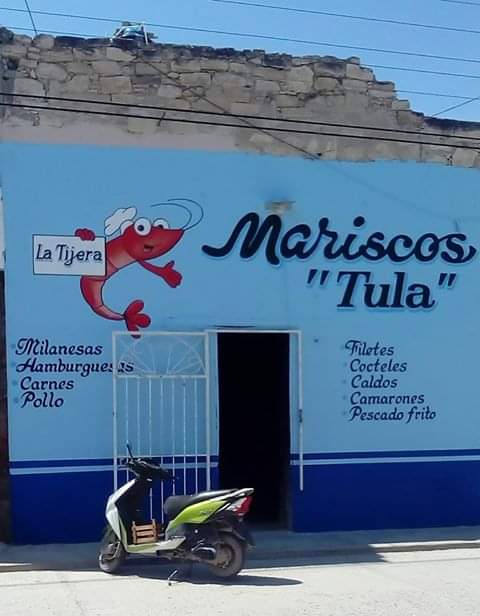 La Tijera
Mariscos
"Tula"
Milanesas
Hamburguesas
Carnes
Pollo
Filetes
Cocteles
Caldos
Camarones
Pescado frito